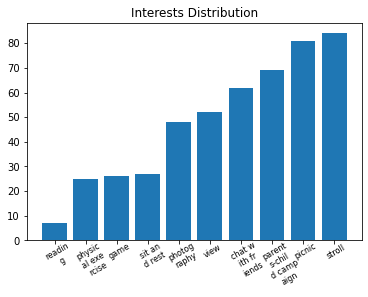 Interests Distribution
80
70
60
50
40
30
20
10
0
readin
g
physic
al exe
rcise
game
sit an
d rest
photog
raphy
view
chat w
ith fr
iends
parent
s-chil
d camp
aign
picnic
stroll